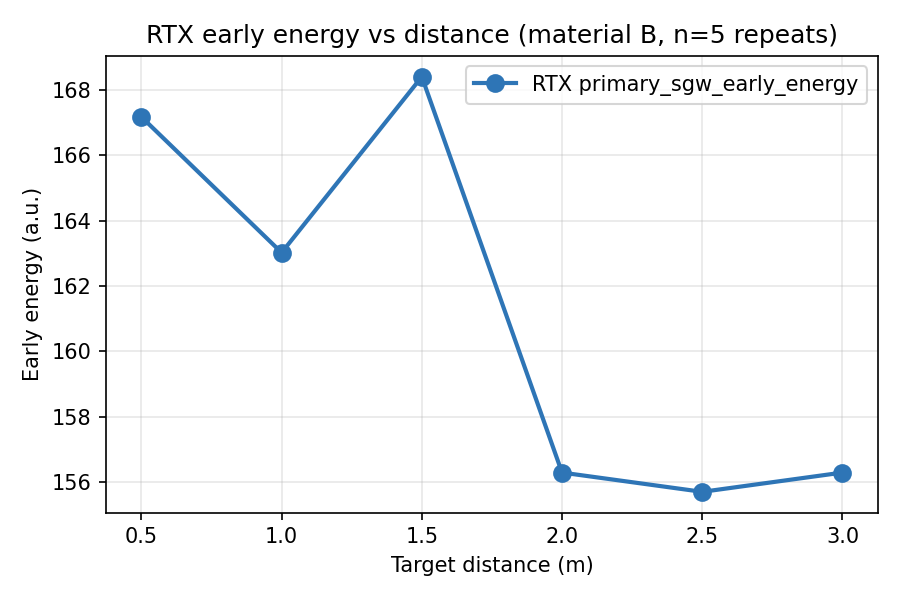 RTX early energy vs distance (material B, n=5 repeats)
RTX primary_sgw_early_energy
Early energy (a.u.)
168
166
164
162
160
158
156
0.5 1.0 1.5 2.0 2.5 3.0
Target distance (m)